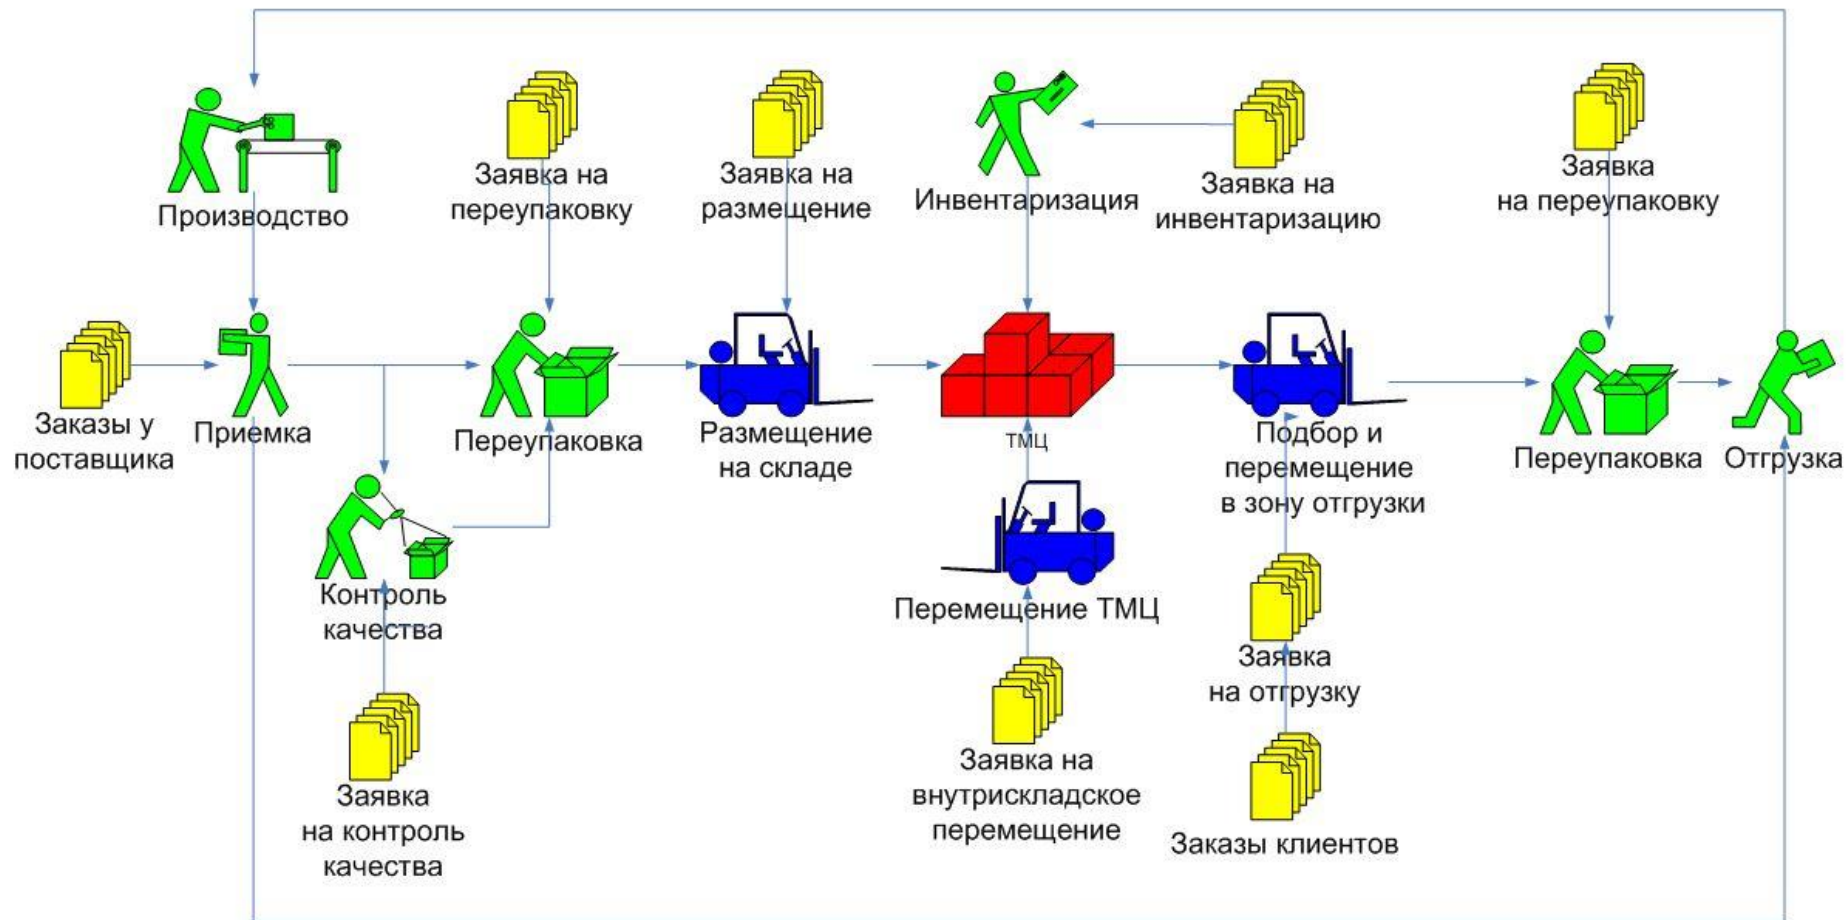 Производство
Заявка на
переупаковку
Заявка на
размещение
Инвентаризация
Заявка на
инвентаризацию
Заявка
на переупаковку
Заказы у
поставщика
Приемка
Переупаковка
Размещение
на складе
ТМЦ
Подбор и
перемещение
в зону отгрузки
Переупаковка
Отгрузка
Контроль
качества
Перемещение ТМЦ
Заявка
на отгрузку
Заявка
на контроль
качества
Заявка на
внутрискладское
перемещение
Заказы клиентов